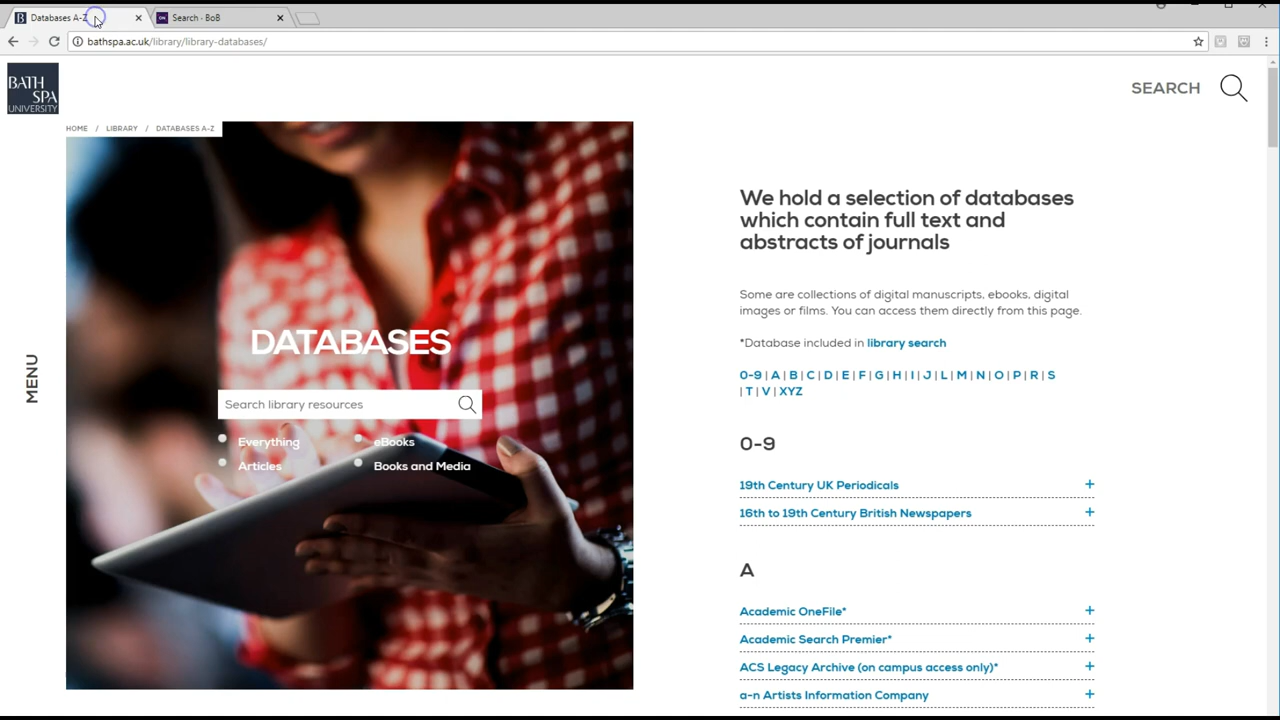 Databases A-Z
Search - BoB
bathspa.ac.uk/library/library-databases/
BATH
SPA
UNIVERSITY
SEARCH
HOME / LIBRARY / DATABASES A-Z
MENU
DATABASES
Search library resources
Everything
eBooks
Articles
Books and Media
We hold a selection of databases
which contain full text and
abstracts of journals
Some are collections of digital manuscripts, ebooks, digital
images or films. You can access them directly from this page.
*Database included in library search
0-9 | A | B | C | D | E | F | G | H | I | J | L | M | N | O | P | R | S
| T | V | XYZ
0-9
19th Century UK Periodicals +
16th to 19th Century British Newspapers +
A
Academic OneFile* +
Academic Search Premier* +
ACS Legacy Archive (on campus access only)* +
a-n Artists Information Company +